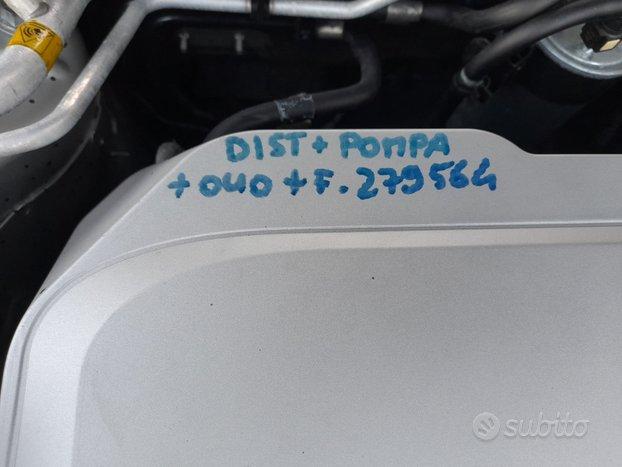 DIST + POMPA
+ OLIO + F. 279564
subito